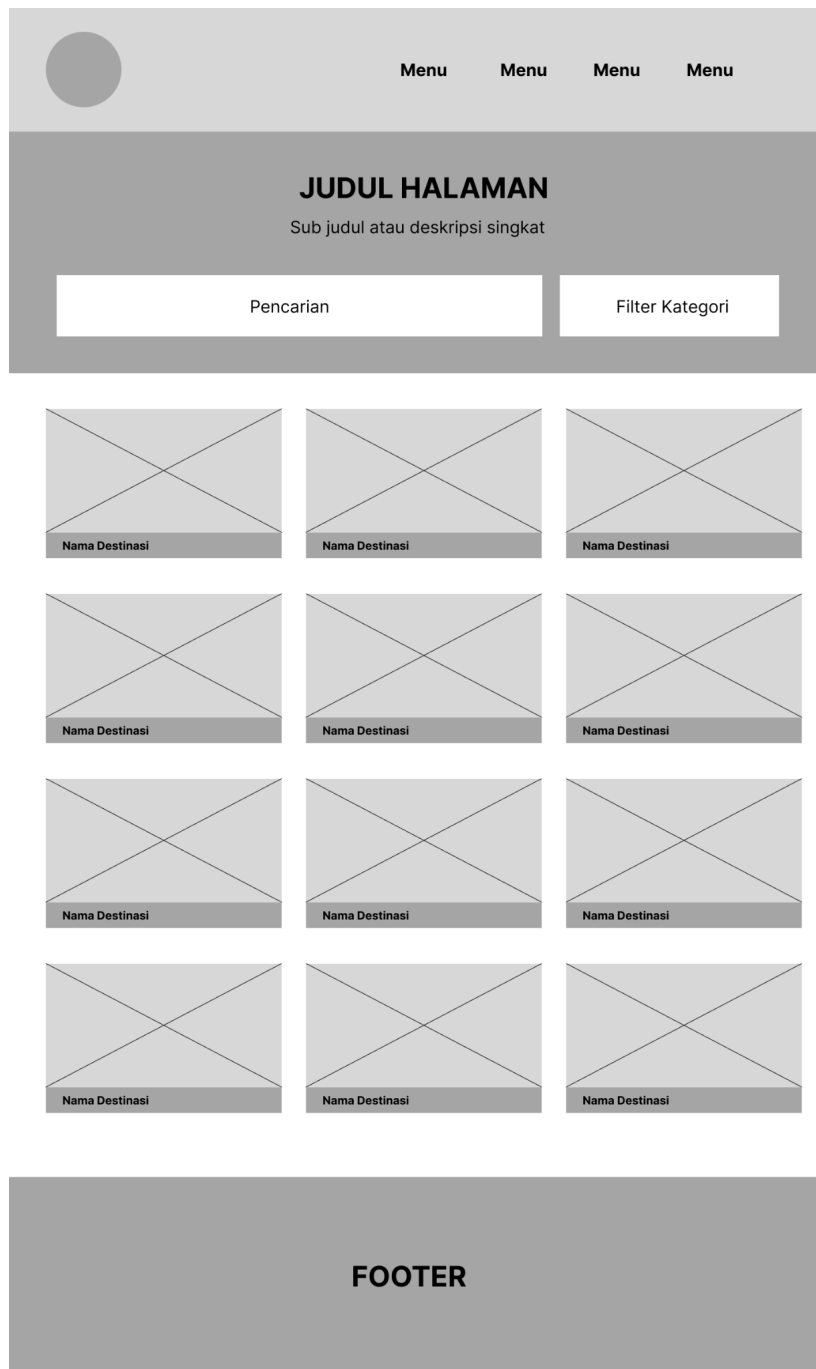 Menu Menu Menu Menu
JUDUL HALAMAN
Sub judul atau deskripsi singkat
Pencarian Filter Kategori
Nama Destinasi Nama Destinasi Nama Destinasi
Nama Destinasi Nama Destinasi Nama Destinasi
Nama Destinasi Nama Destinasi Nama Destinasi
Nama Destinasi Nama Destinasi Nama Destinasi
FOOTER